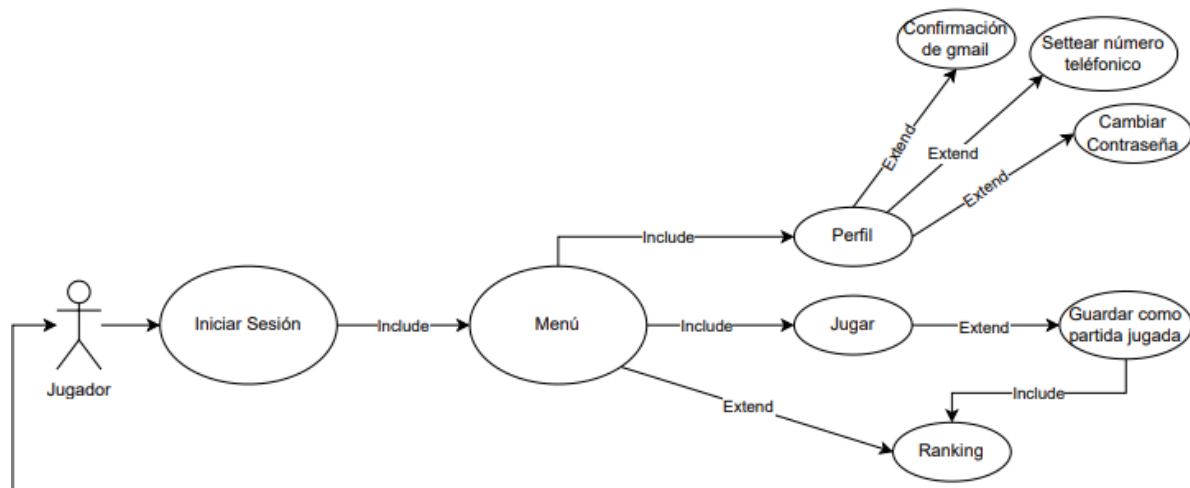 Confirmación
de gmail
Settear número
teléfonico
Cambiar
Contraseña
Extend
Extend
Extend
Include
Perfil
Iniciar Sesión
Include
Menú
Include
Jugar
Extend
Guardar como
partida jugada
Jugador
Extend
Include
Ranking